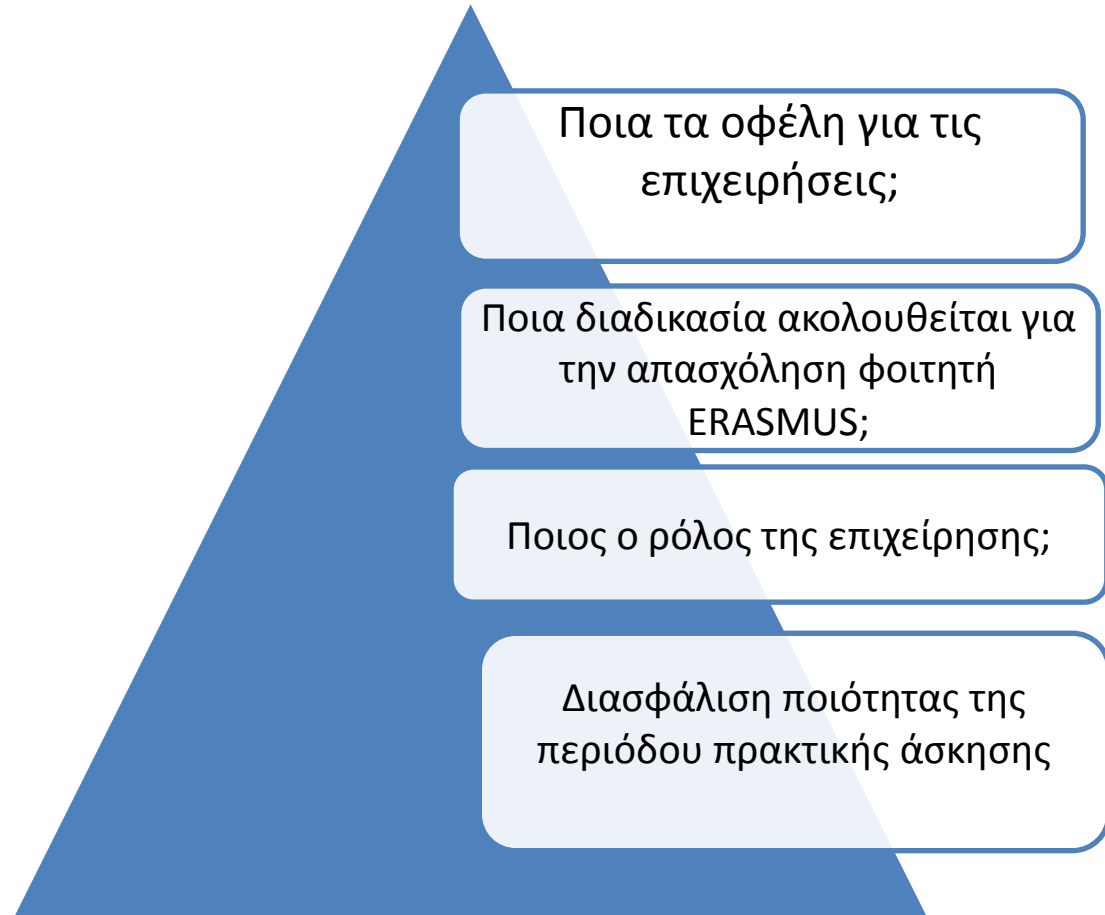 Ποια τα οφέλη για τις
επιχειρήσεις;
Ποια διαδικασία ακολουθείται για
την απασχόληση φοιτητή
ERASMUS;
Ποιος ο ρόλος της επιχείρησης;
Διασφάλιση ποιότητας της
περιόδου πρακτικής άσκησης